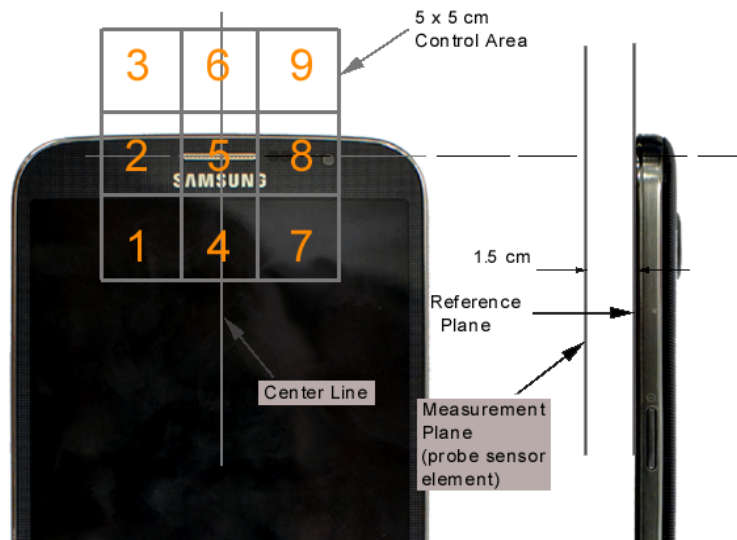 5 x 5 cm
Control Area
3 6 9
2 5 8
SAMSUNG
1 4 7
1.5 cm
Reference
Plane
Center Line
Measurement
Plane
(probe sensor
element)